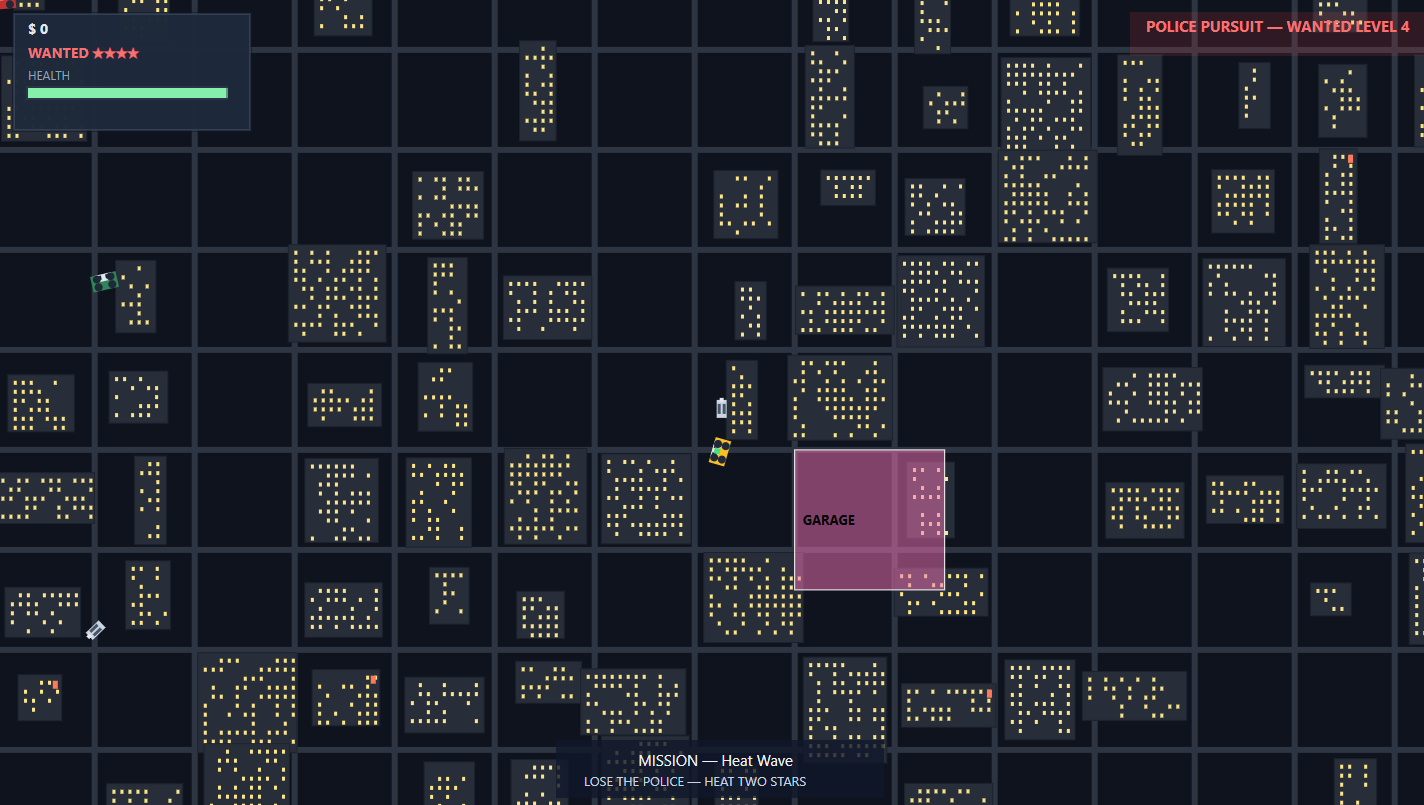 $ 0
WANTED ★★★★
HEALTH
POLICE PURSUIT — WANTED LEVEL 4
GARAGE
MISSION — Heat Wave
LOSE THE POLICE — HEAT TWO STARS